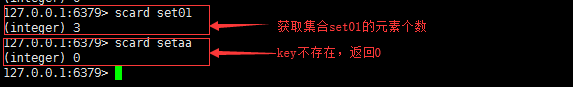 127.0.0.1:6379> scard set01
(integer) 3
获取集合set01的元素个数
127.0.0.1:6379> scard setaa
(integer) 0
key不存在，返回0
127.0.0.1:6379>